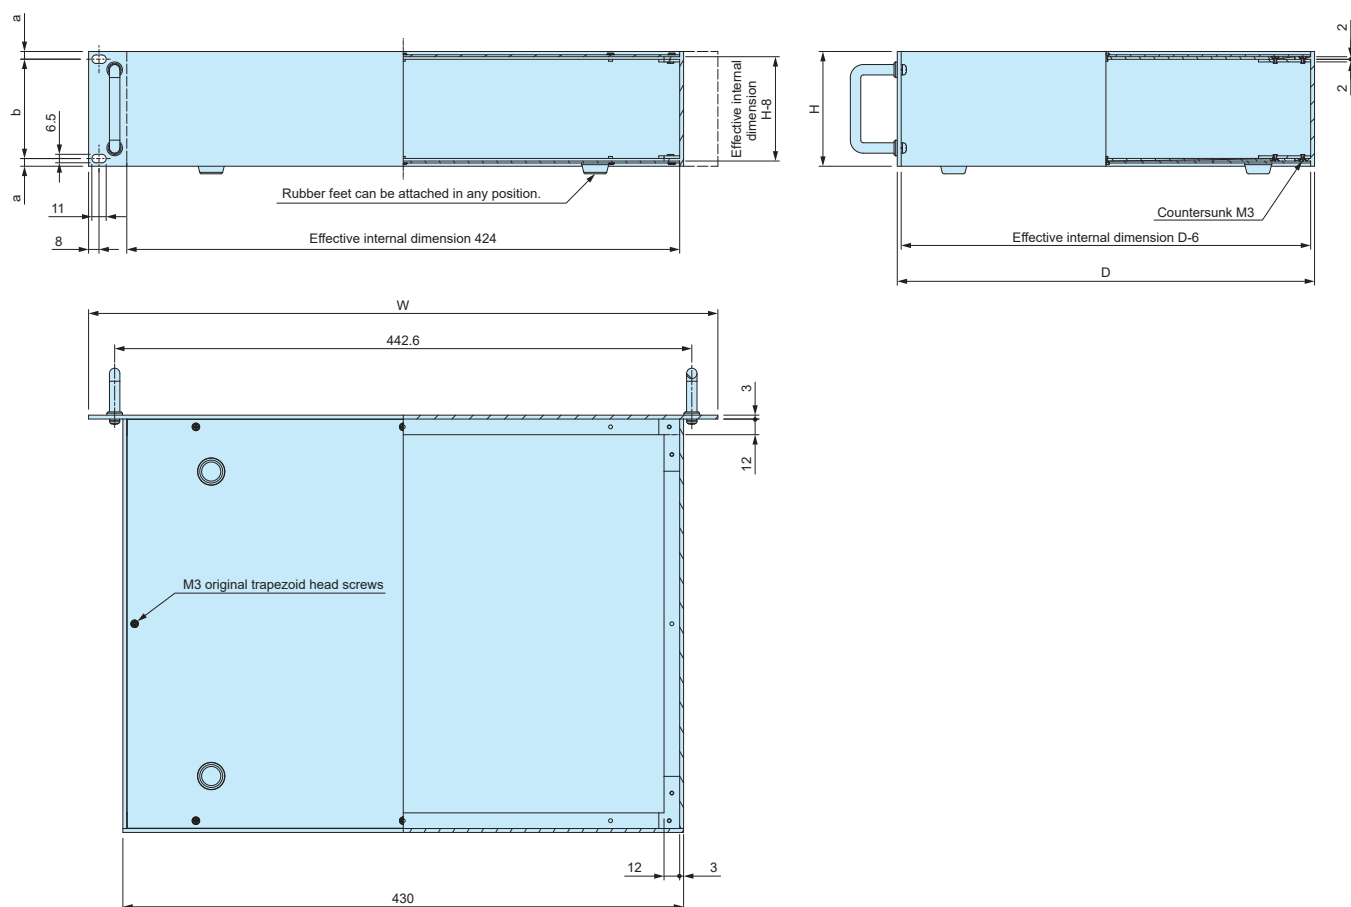 a
b
6.5
a
11
8
Rubber feet can be attached in any position.
Effective internal dimension 424
Effective internal
dimension
H-8
H
2
2
Countersunk M3
Effective internal dimension D-6
D
W
442.6
3
12
M3 original trapezoid head screws
12
3
430